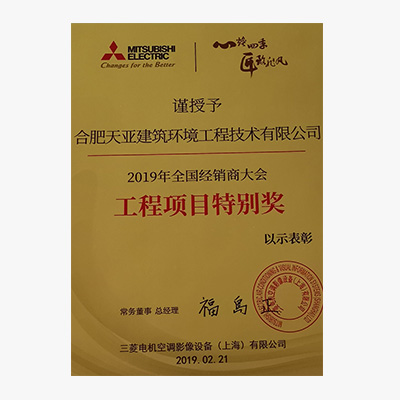 MITSUBISHI
ELECTRIC
Changes for the Better
谨授予
合肥天亚建筑环境工程技术有限公司
2019年全国经销商大会
工程项目特别奖
以示表彰
常务董事 总经理
福島 正
三菱电机空调影像设备（上海）有限公司
2019.02.21